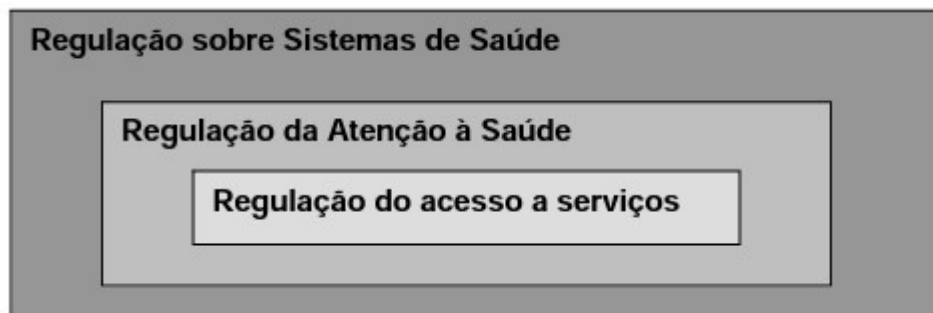 Regulação sobre Sistemas de Saúde
Regulação da Atenção à Saúde
Regulação do acesso a serviços